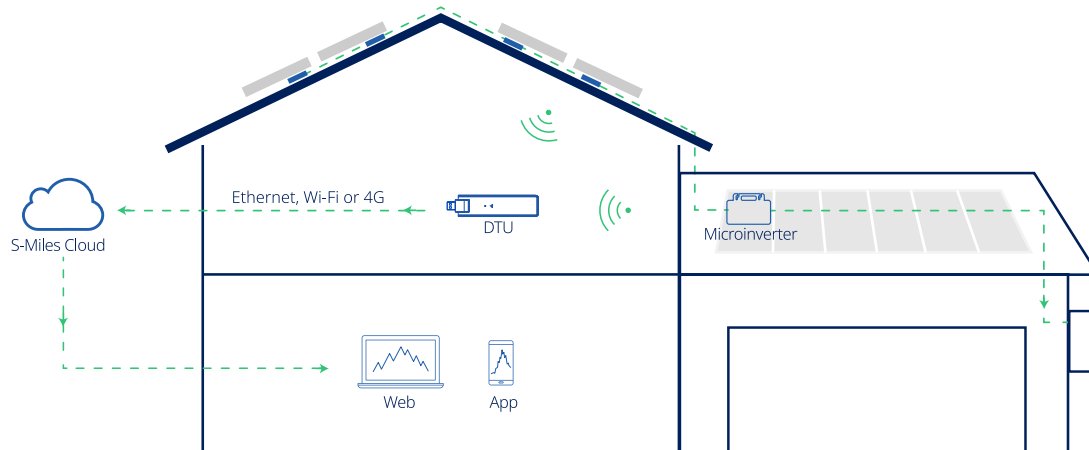 Ethernet, Wi-Fi or 4G
DTU
S-Miles Cloud
Microinverter
Web
App